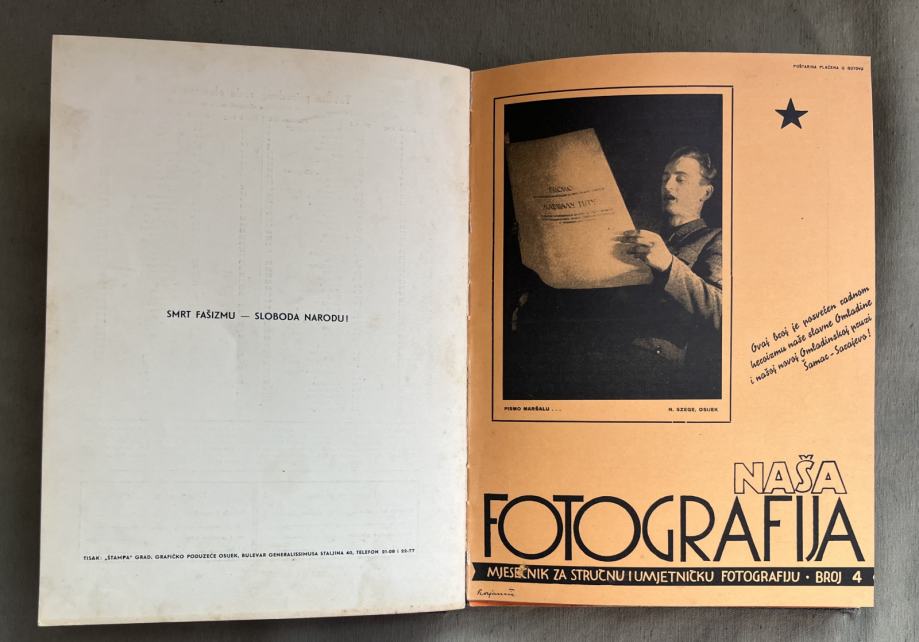 SMRT FAŠIZMU — SLOBODA NARODU!
TISAK: „ŠTAMPA" GRAD. GRAFIČKO PODUZEĆE OSIJEK, BULEVAR GENERALISSIMUSA STALJINA 40, TELEFON 21-08 I 22-77
POŠTARINA PLAĆENA U GOTOVU
PISMO
MARŠALU TITU
PISMO MARŠALU . . .
N. SZEGE, OSIJEK
Ovaj broj je posvećen radnom
heroizmu naše slavne Omladine
i našoj novoj Omladinskoj pruzi
Šamac - Sarajevo!
NAŠA
FOTOGRAFIJA
MJESEČNIK ZA STRUČNU I UMJETNIČKU FOTOGRAFIJU • BROJ 4